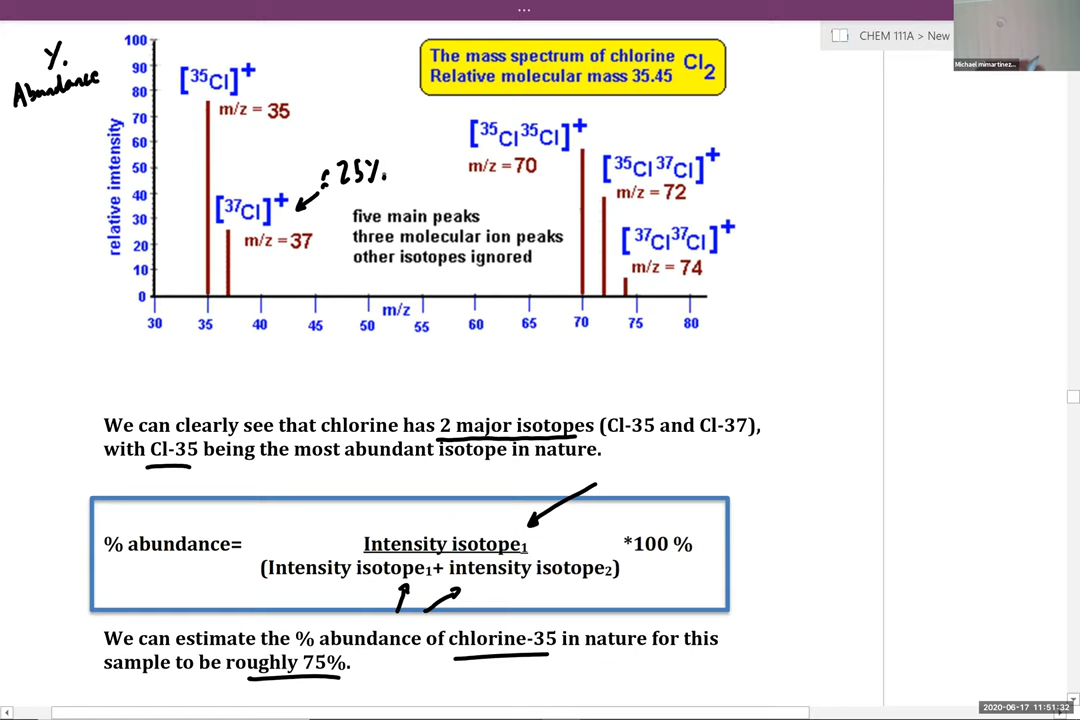 ...
CHEM 111A > New
Michael mimartinez...
%
Abundance
100
90
80
70
60
50
40
30
20
10
0
relative imtensity
[³⁵Cl]⁺
m/z = 35
[³⁷Cl]⁺
m/z = 37
: 25%
The mass spectrum of chlorine Cl₂
Relative molecular mass 35.45
[³⁵Cl³⁵Cl]⁺
m/z = 70
[³⁵Cl³⁷Cl]⁺
m/z = 72
[³⁷Cl³⁷Cl]⁺
m/z = 74
five main peaks
three molecular ion peaks
other isotopes ignored
30 35 40 45 50 m/z 55 60 65 70 75 80
We can clearly see that chlorine has 2 major isotopes (Cl-35 and Cl-37),
with Cl-35 being the most abundant isotope in nature.
% abundance= Intensity isotope₁ *100 %
(Intensity isotope₁+ intensity isotope₂)
We can estimate the % abundance of chlorine-35 in nature for this
sample to be roughly 75%.
2020-06-17 11:51:32